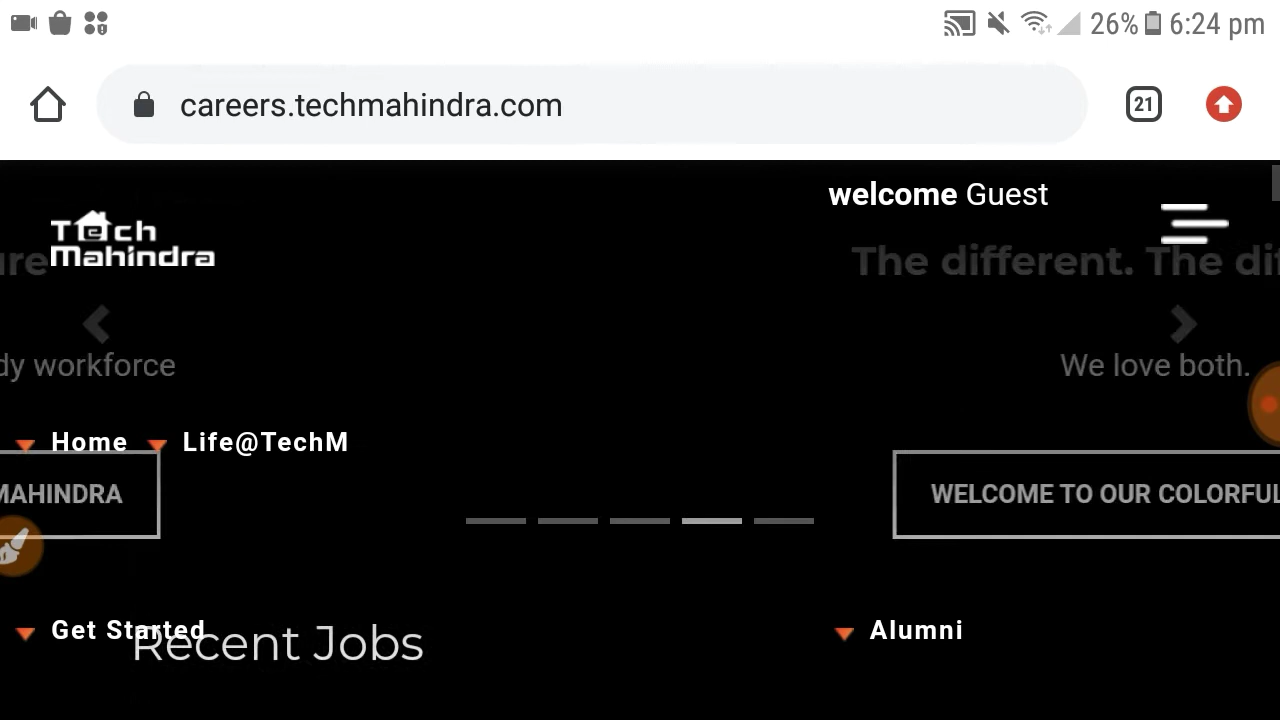 26% 6:24 pm
careers.techmahindra.com
21
welcome Guest
Tech
Mahindra
The different. The
dy workforce
We love both.
Home Life@TechM
MAHINDRA
WELCOME TO OUR COLORFUL
Get Started
Alumni
Recent Jobs